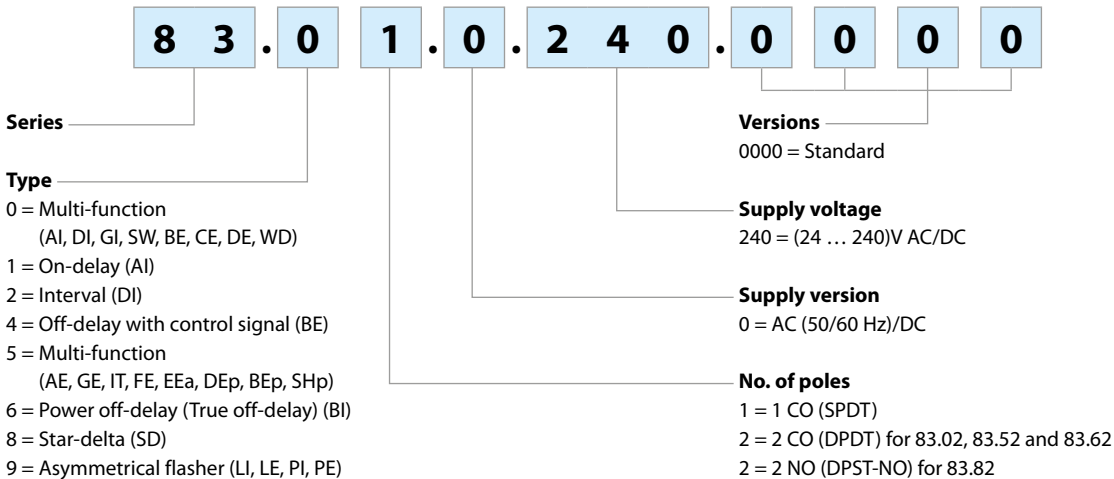 8 3 . 0 1 . 0 . 2 4 0 . 0 0 0 0
Series
Type
0 = Multi-function
(AI, DI, GI, SW, BE, CE, DE, WD)
1 = On-delay (AI)
2 = Interval (DI)
4 = Off-delay with control signal (BE)
5 = Multi-function
(AE, GE, IT, FE, EEa, DEp, BEp, SHp)
6 = Power off-delay (True off-delay) (BI)
8 = Star-delta (SD)
9 = Asymmetrical flasher (LI, LE, PI, PE)
Versions
0000 = Standard
Supply voltage
240 = (24 … 240)V AC/DC
Supply version
0 = AC (50/60 Hz)/DC
No. of poles
1 = 1 CO (SPDT)
2 = 2 CO (DPDT) for 83.02, 83.52 and 83.62
2 = 2 NO (DPST-NO) for 83.82